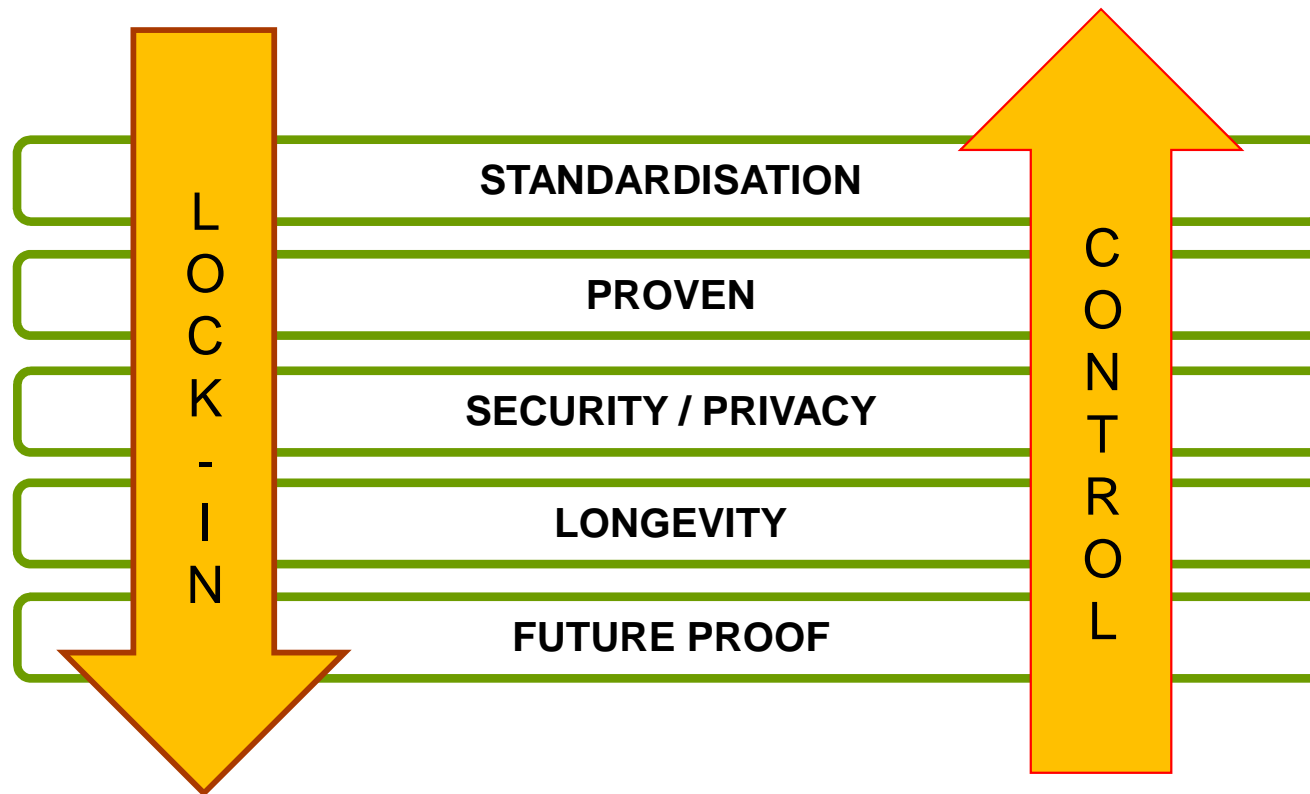 LOCK-IN
STANDARDISATION
PROVEN
SECURITY / PRIVACY
LONGEVITY
FUTURE PROOF
CONTROL